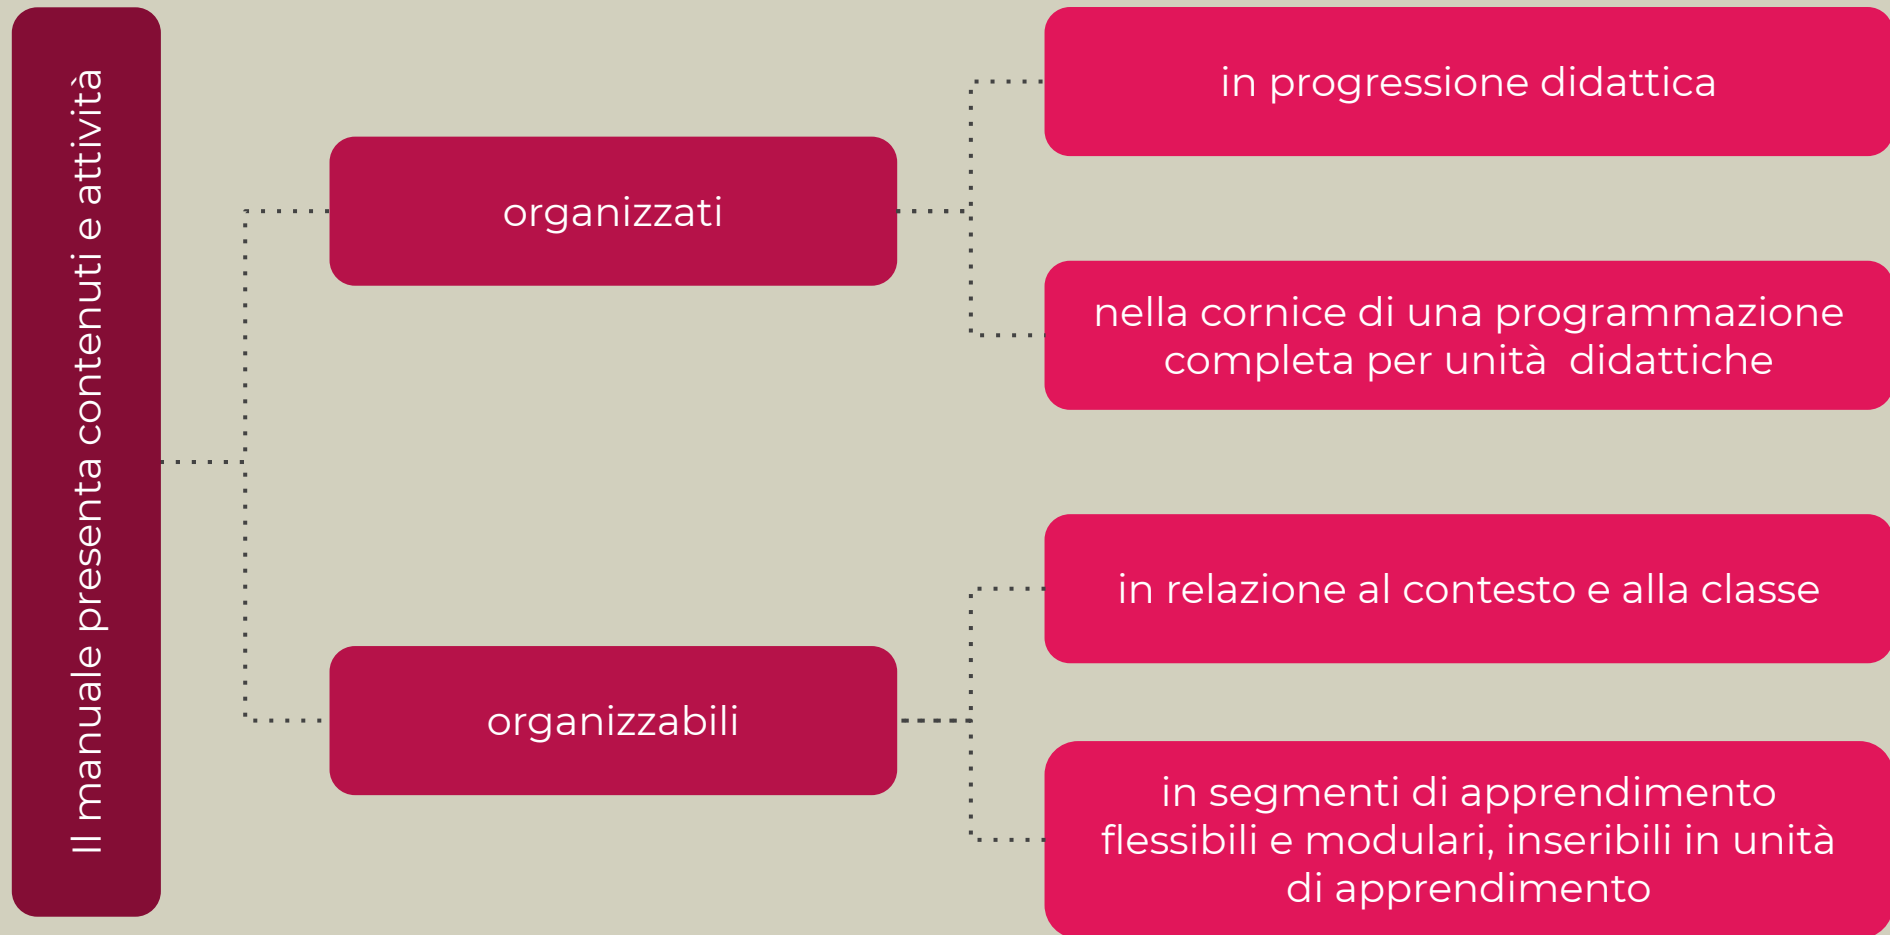 Il manuale presenta contenuti e attività
organizzati
in progressione didattica
nella cornice di una programmazione
completa per unità  didattiche
organizzabili
in relazione al contesto e alla classe
in segmenti di apprendimento
flessibili e modulari, inseribili in unità
di apprendimento